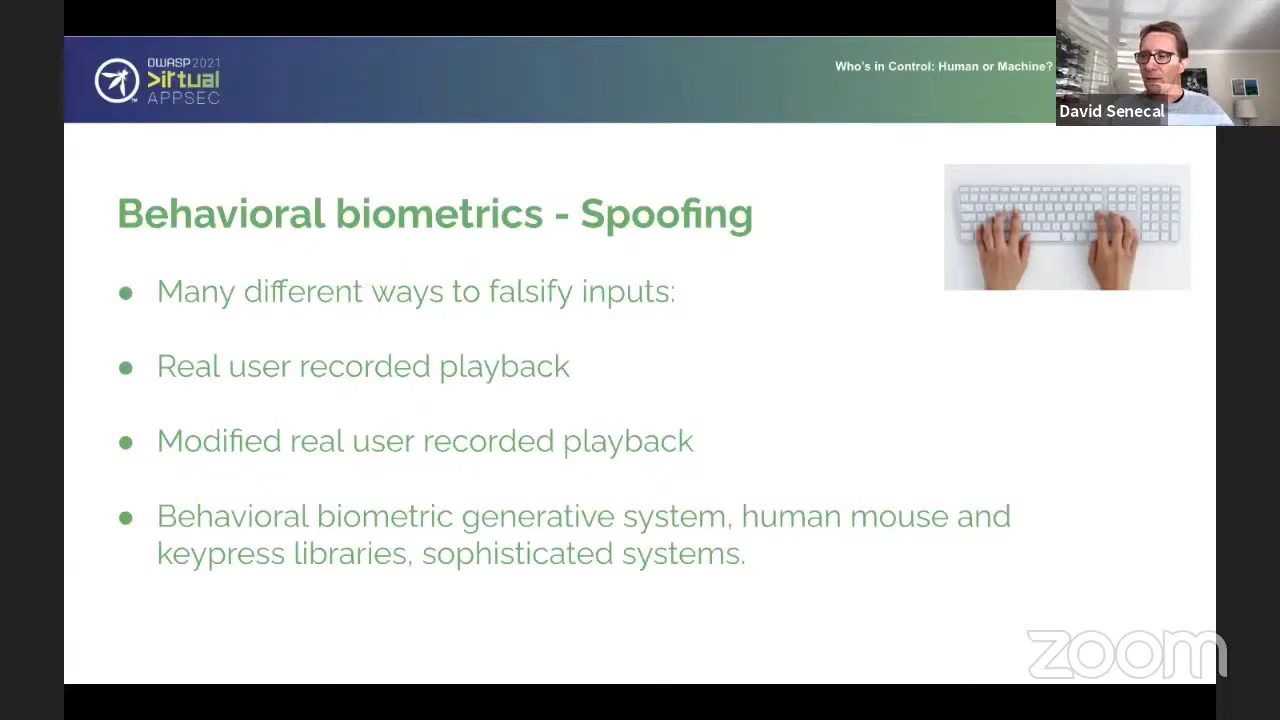 OWASP 2021
>irtual
APPSEC
Who's in Control: Human or Machine?
David Senecal
Behavioral biometrics - Spoofing
● Many different ways to falsify inputs:
● Real user recorded playback
● Modified real user recorded playback
● Behavioral biometric generative system, human mouse and
keypress libraries, sophisticated systems.
zoom